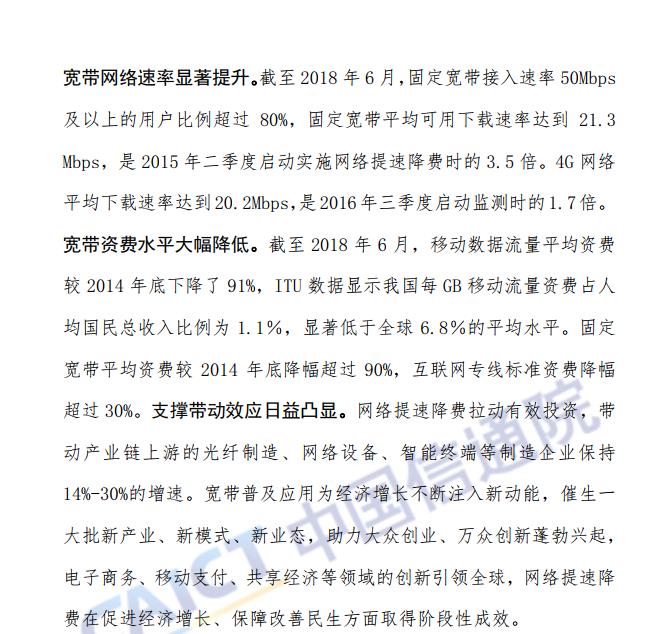 宽带网络速率显著提升。截至 2018 年 6 月,固定宽带接入速率 50Mbps
及以上的用户比例超过 80%，固定宽带平均可用下载速率达到 21.3
Mbps，是 2015 年二季度启动实施网络提速降费时的 3.5 倍。4G 网络
平均下载速率达到 20.2Mbps,是 2016 年三季度启动监测时的 1.7 倍。
宽带资费水平大幅降低。截至 2018 年 6 月，移动数据流量平均资费
较 2014 年底下降了 91%，ITU 数据显示我国每 GB 移动流量资费占人
均国民总收入比例为 1.1%，显著低于全球 6.8%的平均水平。固定
宽带平均资费较 2014 年底降幅超过 90%，互联网专线标准资费降幅
超过 30%。支撑带动效应日益凸显。网络提速降费拉动有效投资，带
动产业链上游的光纤制造、网络设备、智能终端等制造企业保持
14%-30%的增速。宽带普及应用为经济增长不断注入新动能，催生一
大批新产业、新模式、新业态，助力大众创业、万众创新蓬勃兴起，
电子商务、移动支付、共享经济等领域的创新引领全球，网络提速降
费在促进经济增长、保障改善民生方面取得阶段性成效。
CAICT 中国信通院